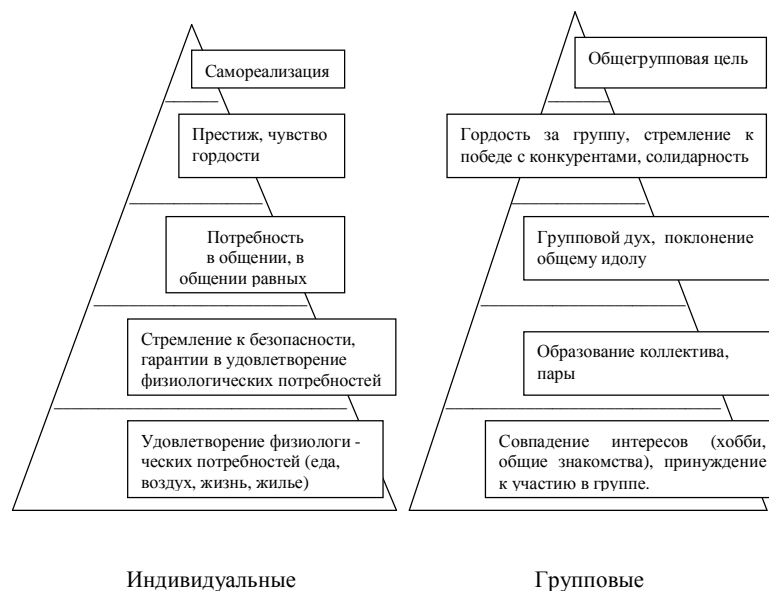 Самореализация
Престиж, чувство
гордости
Потребность
в общении, в
общении равных
Стремление к безопасности,
гарантии в удовлетворение
физиологических потребностей
Удовлетворение физиологи -
ческих потребностей (еда,
воздух, жизнь, жилье)
Индивидуальные
Общегрупповая цель
Гордость за группу, стремление к
победе с конкурентами, солидарность
Групповой дух, поклонение
общему идолу
Образование коллектива,
пары
Совпадение интересов (хобби,
общие знакомства), принуждение
к участию в группе.
Групповые